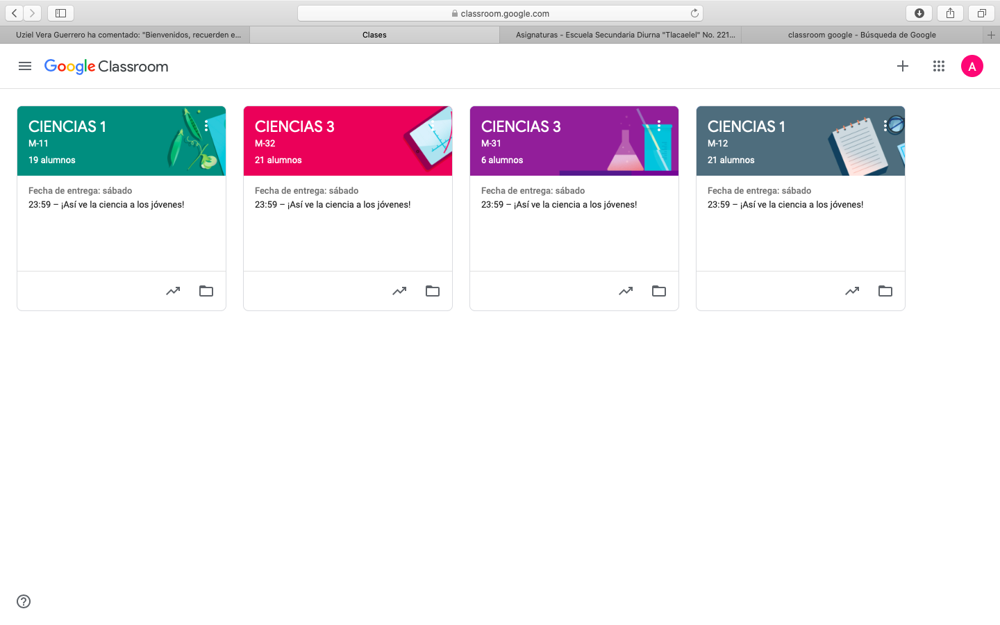 classroom.google.com
Uziel Vera Guerrero ha comentado: "Bienvenidos, recuerden e...
Clases
Asignaturas - Escuela Secundaria Diurna "Tlacaelel" No. 221...
classroom google - Búsqueda de Google
Google Classroom
A
CIENCIAS 1
M-11
19 alumnos
Fecha de entrega: sábado
23:59 – ¡Así ve la ciencia a los jóvenes!
CIENCIAS 3
M-32
21 alumnos
Fecha de entrega: sábado
23:59 – ¡Así ve la ciencia a los jóvenes!
CIENCIAS 3
M-31
6 alumnos
Fecha de entrega: sábado
23:59 – ¡Así ve la ciencia a los jóvenes!
CIENCIAS 1
M-12
21 alumnos
Fecha de entrega: sábado
23:59 – ¡Así ve la ciencia a los jóvenes!